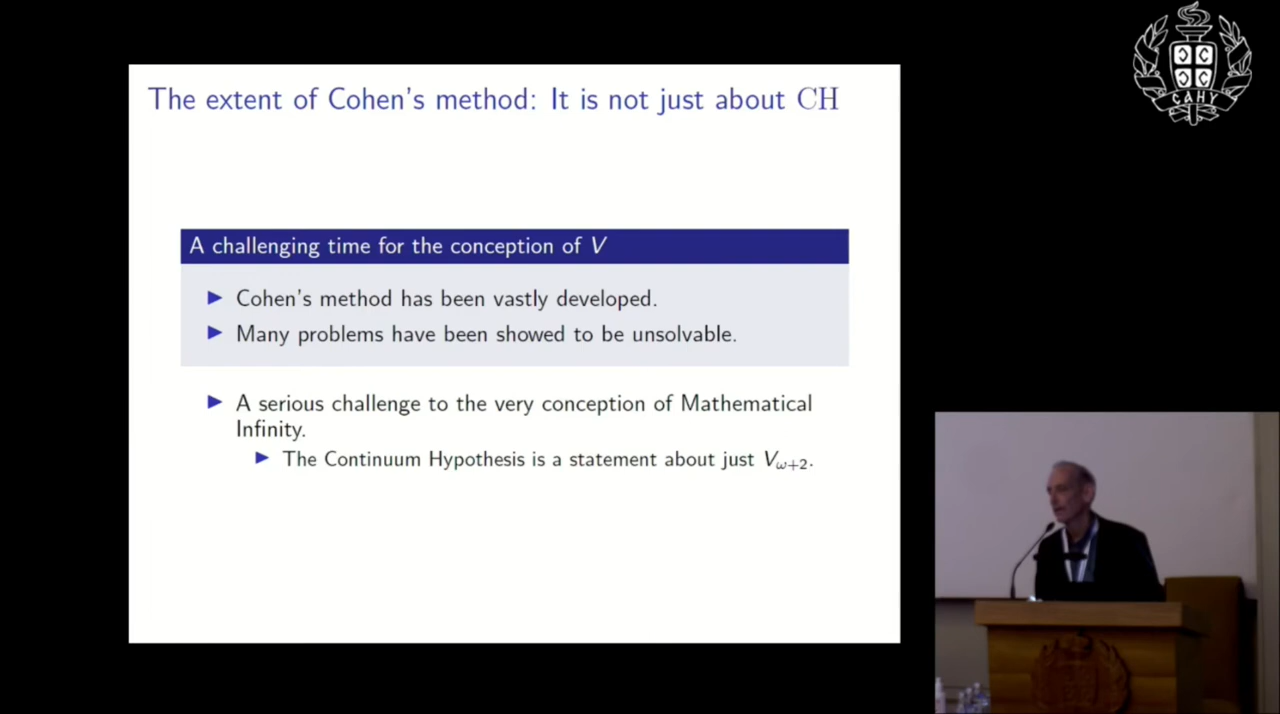 The extent of Cohen's method: It is not just about CH
A challenging time for the conception of V
▶ Cohen's method has been vastly developed.
▶ Many problems have been showed to be unsolvable.
▶ A serious challenge to the very conception of Mathematical
Infinity.
▶ The Continuum Hypothesis is a statement about just V_{ω+2}.
САНУ